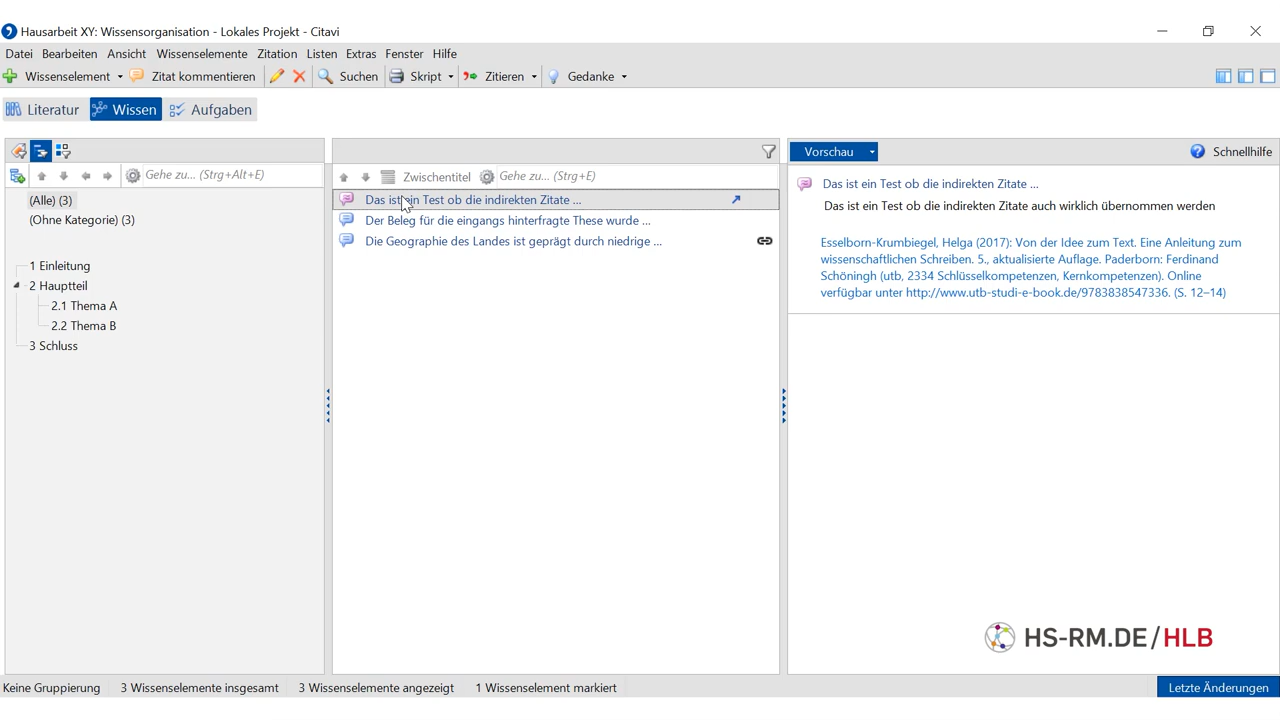 Hausarbeit XY: Wissensorganisation - Lokales Projekt - Citavi
Datei Bearbeiten Ansicht Wissenselemente Zitation Listen Extras Fenster Hilfe
Wissenselement Zitat kommentieren Suchen Skript Zitieren Gedanke
Literatur Wissen Aufgaben
Vorschau Schnellhilfe
Gehe zu... (Strg+Alt+E)
Zwischentitel Gehe zu... (Strg+E)
(Alle) (3)
(Ohne Kategorie) (3)
1 Einleitung
2 Hauptteil
2.1 Thema A
2.2 Thema B
3 Schluss
Das ist ein Test ob die indirekten Zitate ...
Der Beleg für die eingangs hinterfragte These wurde ...
Die Geographie des Landes ist geprägt durch niedrige ...
Das ist ein Test ob die indirekten Zitate ...
Das ist ein Test ob die indirekten Zitate auch wirklich übernommen werden
Esselborn-Krumbiegel, Helga (2017): Von der Idee zum Text. Eine Anleitung zum
wissenschaftlichen Schreiben. 5., aktualisierte Auflage. Paderborn: Ferdinand
Schöningh (utb, 2334 Schlüsselkompetenzen, Kernkompetenzen). Online
verfügbar unter http://www.utb-studi-e-book.de/9783838547336. (S. 12–14)
HS-RM.DE/HLB
Keine Gruppierung 3 Wissenselemente insgesamt 3 Wissenselemente angezeigt 1 Wissenselement markiert Letzte Änderungen